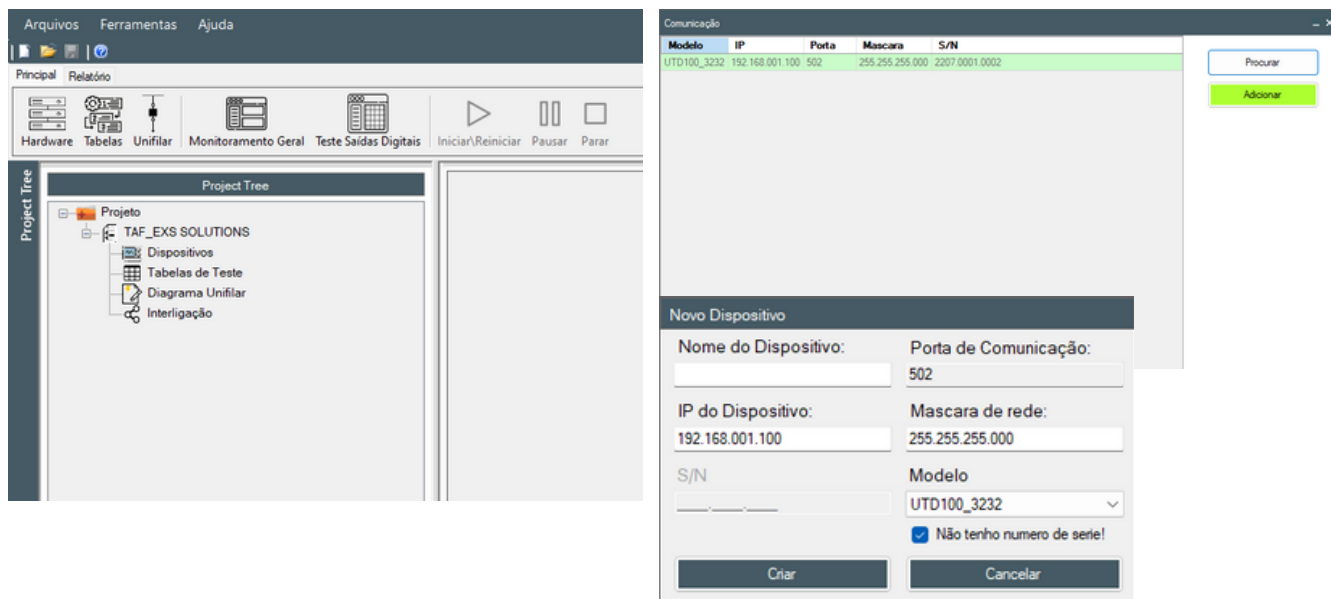 Arquivos Ferramentas Ajuda
Principal Relatório
Hardware Tabelas Unifilar Monitoramento Geral Teste Saídas Digitais Iniciar\Reiniciar Pausar Parar
Project Tree
Project Tree
Projeto
TAF_EXS SOLUTIONS
Dispositivos
Tabelas de Teste
Diagrama Unifilar
Interligação
Comunicação
Modelo IP Porta Mascara S/N
UTD100_3232 192.168.001.100 502 255.255.255.000 2207.0001.0002
Procurar
Adicionar
Novo Dispositivo
Nome do Dispositivo: Porta de Comunicação:
502
IP do Dispositivo: Mascara de rede:
192.168.001.100 255.255.255.000
S/N Modelo
____.____.____ UTD100_3232
Não tenho numero de serie!
Criar Cancelar